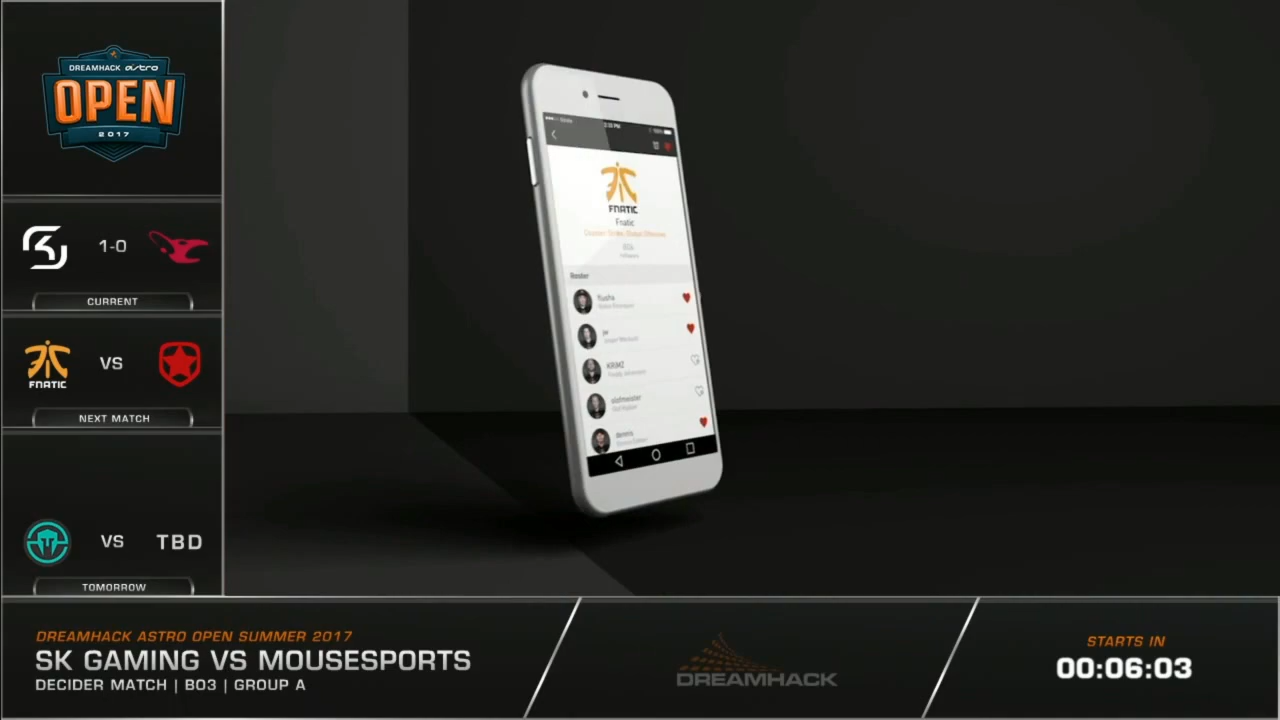 DREAMHACK ASTRO
OPEN
2017
1-0
CURRENT
FNATIC
VS
NEXT MATCH
VS
TBD
TOMORROW
FNATIC
Fnatic
Roster
flusha
jw
KRIMZ
olofmeister
dennis
DREAMHACK ASTRO OPEN SUMMER 2017
SK GAMING VS MOUSESPORTS
DECIDER MATCH | BO3 | GROUP A
DREAMHACK
STARTS IN
00:06:03